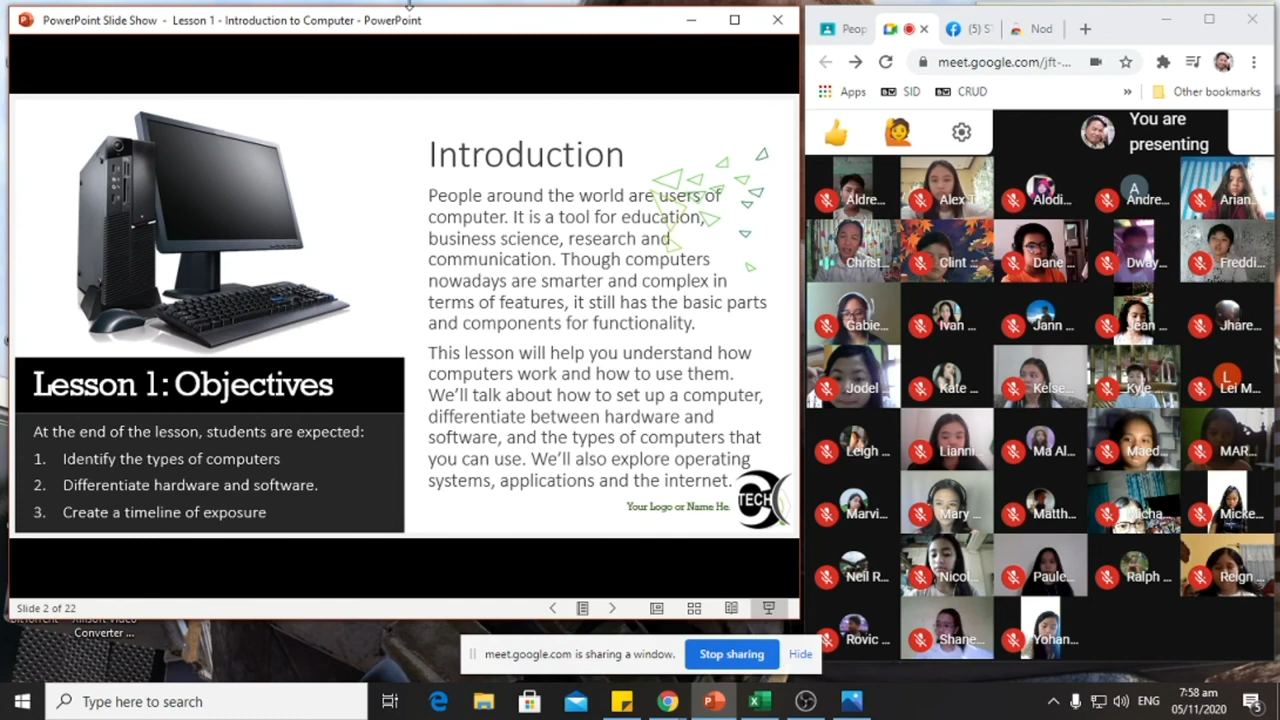 PowerPoint Slide Show - Lesson 1 - Introduction to Computer - PowerPoint
Introduction
People around the world are users of
computer. It is a tool for education,
business science, research and
communication. Though computers
nowadays are smarter and complex in
terms of features, it still has the basic parts
and components for functionality.
This lesson will help you understand how
computers work and how to use them.
We'll talk about how to set up a computer,
differentiate between hardware and
software, and the types of computers that
you can use. We'll also explore operating
systems, applications and the internet.
Your Logo or Name He.
TECH
Lesson 1: Objectives
At the end of the lesson, students are expected:
1. Identify the types of computers
2. Differentiate hardware and software.
3. Create a timeline of exposure
Slide 2 of 22
Converter ...
meet.google.com is sharing a window. Stop sharing Hide
Peop (5) S Nod
meet.google.com/jft-...
Apps SID CRUD » Other bookmarks
You are
presenting
Aldre... Alex T... Alodi... Andre... Arian...
A
Christ... Clint ... Dane ... Dway... Freddi...
Gabie... Ivan ... Jann ... Jean ... Jhare...
Jodel ... Kate ... Kelse... Kyle ... Lei M...
L
Leigh ... Lianni... Ma Al... Maed... MAR...
Marvi... Mary ... Matth... Micha... Micke...
Neil R... Nicol... Paule... Ralph ... Reign ...
Rovic ... Shane... Yohan...
Type here to search
ENG
7:58 am
05/11/2020
5